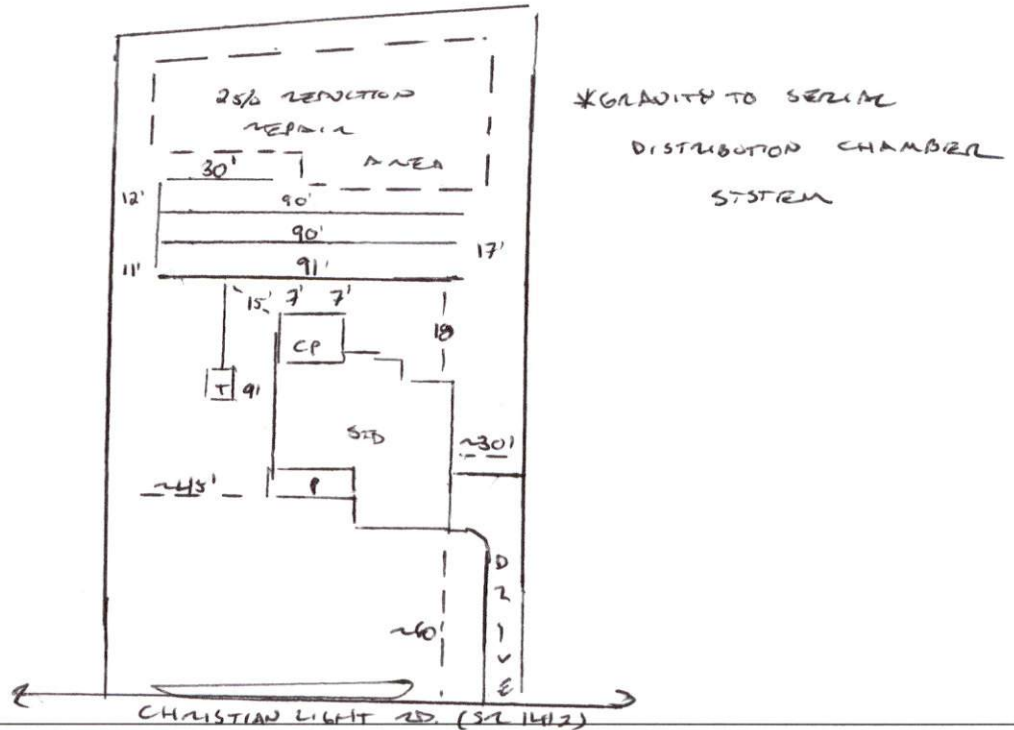 25% REDUCTION
REPAIR
AREA
*GRAVITY TO SERIAL
DISTRIBUTION CHAMBER
SYSTEM
30'
12'
90'
90'
17'
11'
91'
15' 7' 7'
18
CP
T 9'
SFD
~30'
~45'
P
~60'
DRIVE
CHRISTIAN LIGHT RD. (SR 1412)